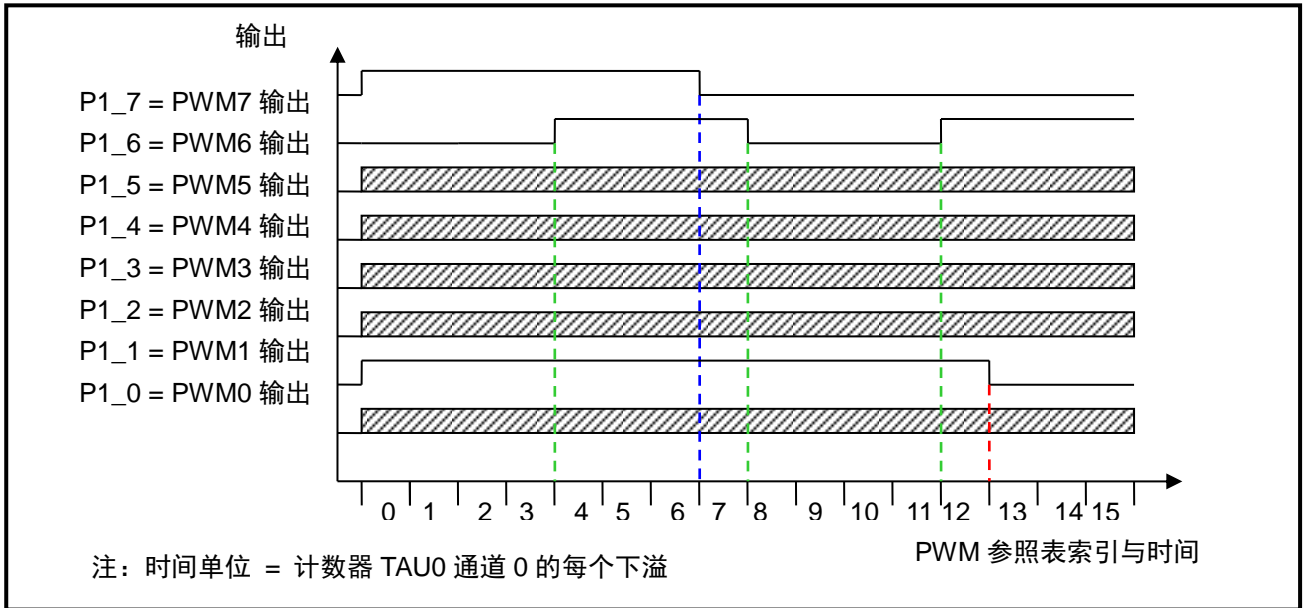 输出
P1_7 = PWM7 输出
P1_6 = PWM6 输出
P1_5 = PWM5 输出
P1_4 = PWM4 输出
P1_3 = PWM3 输出
P1_2 = PWM2 输出
P1_1 = PWM1 输出
P1_0 = PWM0 输出
0 1 2 3 4 5 6 7 8 9 10 11 12 13 14 15
PWM 参照表索引与时间
注：时间单位 = 计数器 TAU0 通道 0 的每个下溢